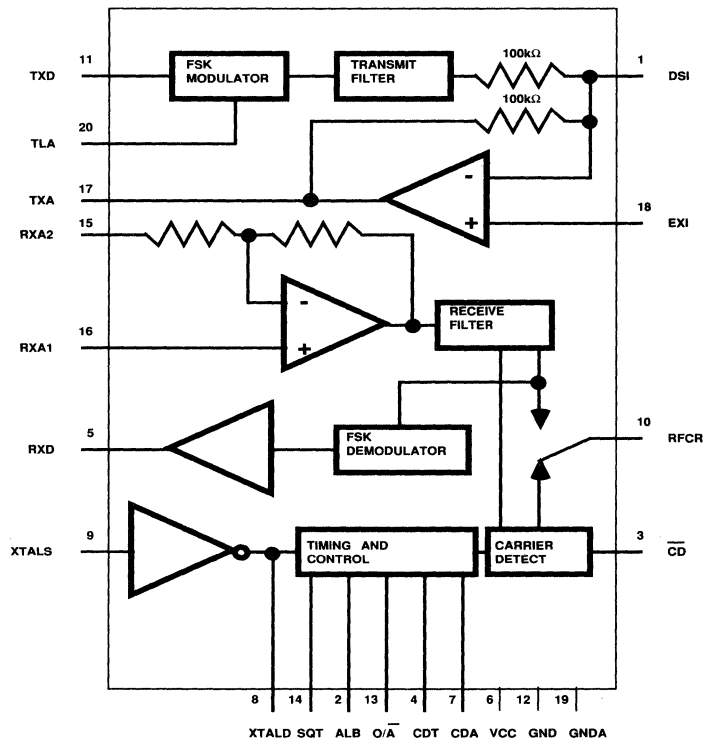 100kΩ
11 FSK MODULATOR TRANSMIT FILTER 1
TXD DSI
100kΩ
20
TLA
17
TXA
18
EXI
15
RXA2
RECEIVE
FILTER
16
RXA1
10
RFCR
5
RXD
FSK
DEMODULATOR
9
XTALS
TIMING AND
CONTROL
CARRIER
DETECT
3
C̅D̅
8 14 2 13 4 7 6 12 19
XTALD SQT ALB O/A̅ CDT CDA VCC GND GNDA
- +
- +